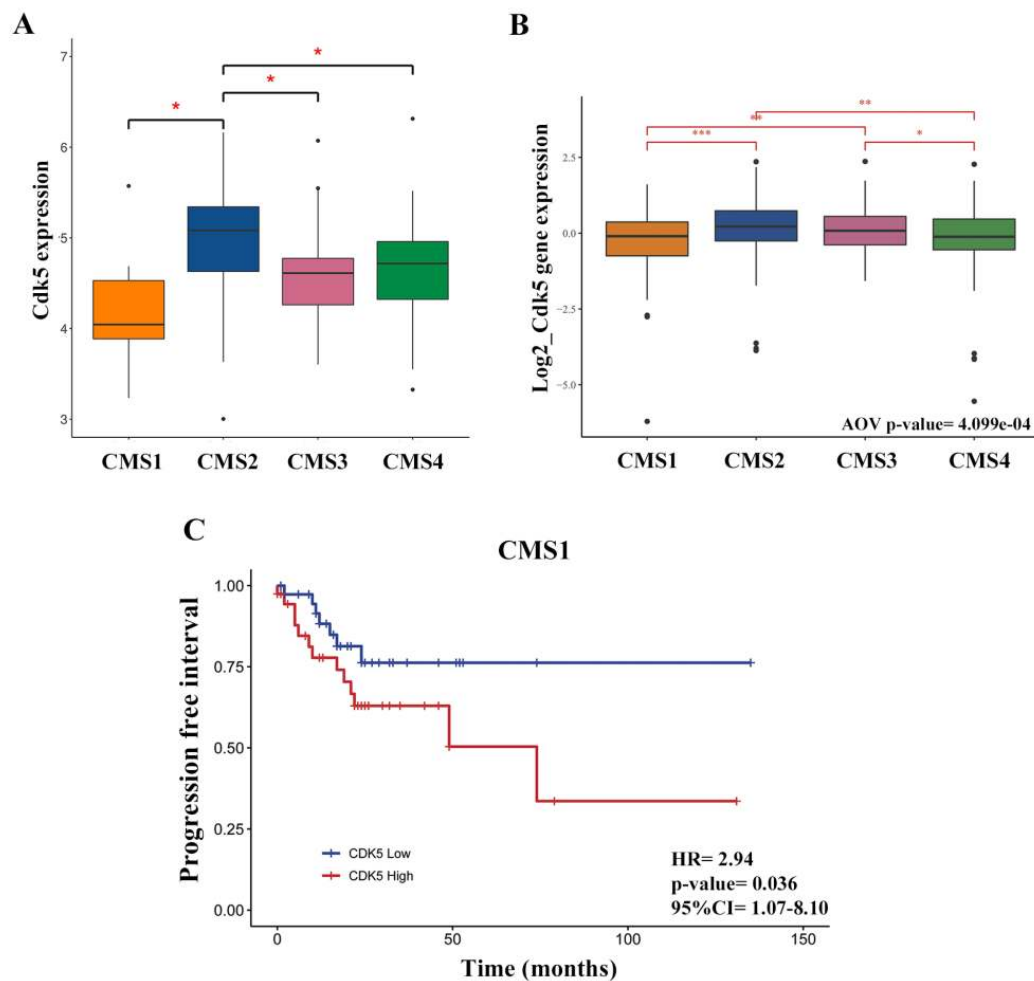 A
Cdk5 expression
7
6
5
4
3
*
*
*
CMS1 CMS2 CMS3 CMS4
B
Log2_Cdk5 gene expression
2.5
0.0
−2.5
−5.0
**
**
***
*
AOV p-value= 4.099e-04
CMS1 CMS2 CMS3 CMS4
C
CMS1
Progression free interval
1.00
0.75
0.50
0.25
0.00
CDK5 Low
CDK5 High
HR= 2.94
p-value= 0.036
95%CI= 1.07-8.10
0 50 100 150
Time (months)